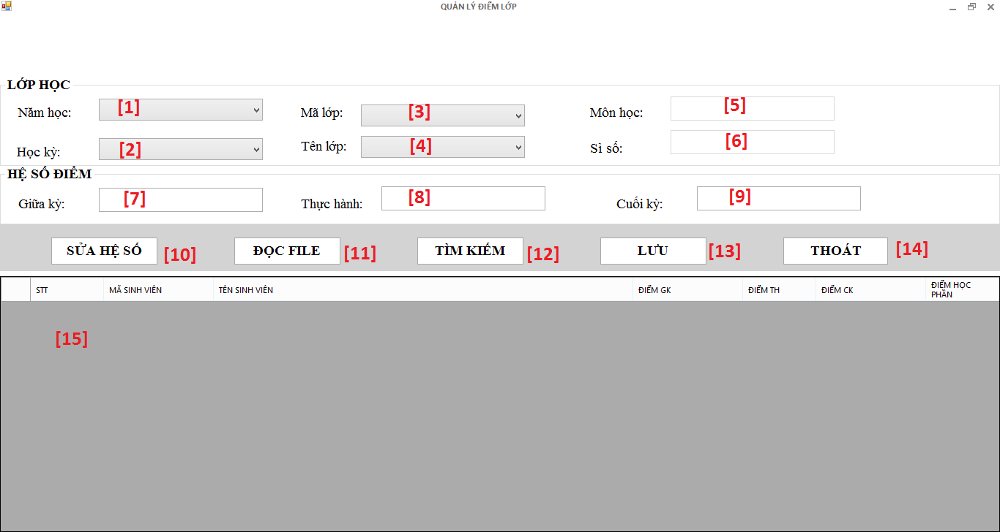 QUẢN LÝ ĐIỂM LỚP
LỚP HỌC
Năm học: [1] Mã lớp: [3] Môn học: [5]
Học kỳ: [2] Tên lớp: [4] Sỉ số: [6]
HỆ SỐ ĐIỂM
Giữa kỳ: [7] Thực hành: [8] Cuối kỳ: [9]
SỬA HỆ SỐ [10] ĐỌC FILE [11] TÌM KIẾM [12] LƯU [13] THOÁT [14]
STT MÃ SINH VIÊN TÊN SINH VIÊN ĐIỂM GK ĐIỂM TH ĐIỂM CK ĐIỂM HỌC
PHẦN
[15]